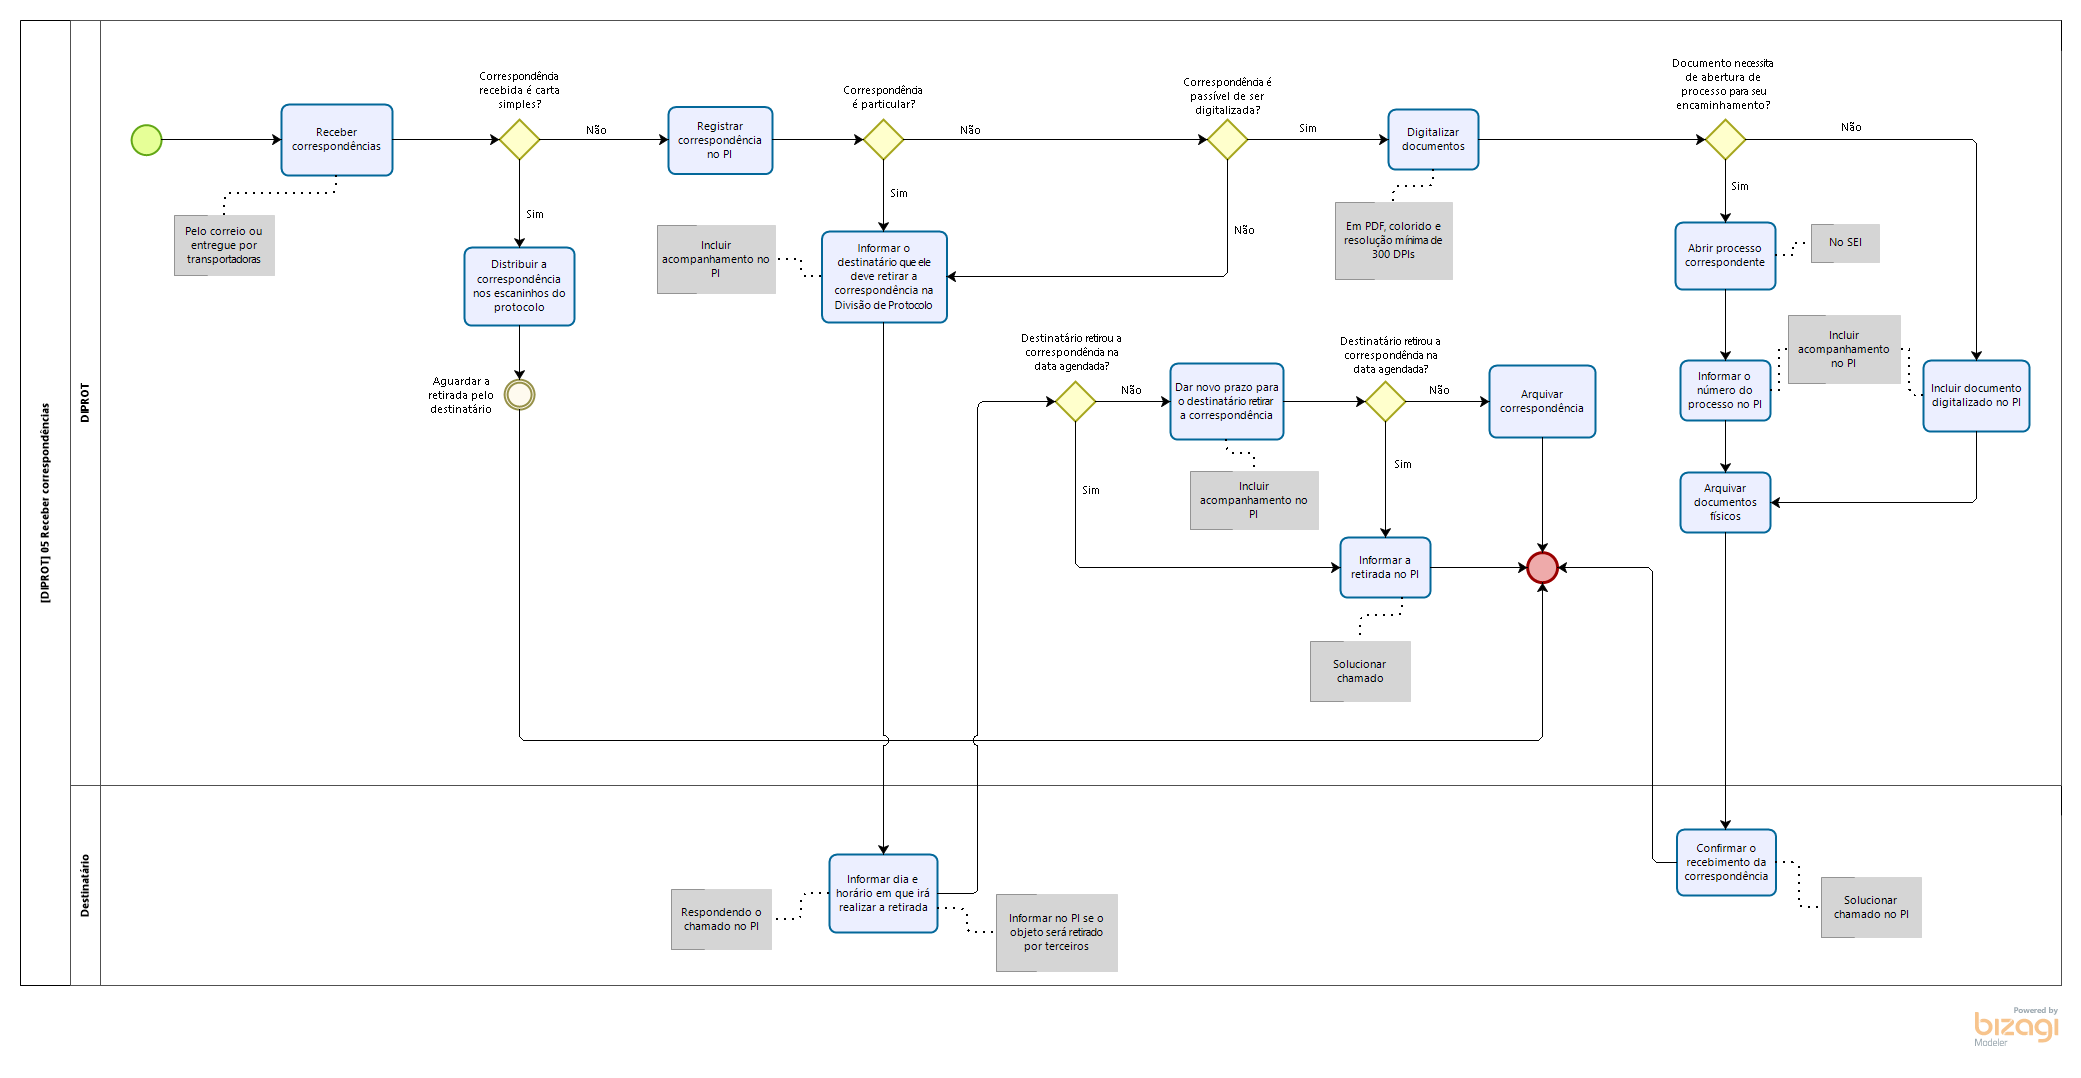 [DIPROT] 05 Receber correspondências
DIPROT
Destinatário
Receber
correspondências
Pelo correio ou
entregue por
transportadoras
Correspondência
recebida é carta
simples?
Não
Sim
Distribuir a
correspondência
nos escaninhos do
protocolo
Aguardar a
retirada pelo
destinatário
Registrar
correspondência
no PI
Correspondência
é particular?
Não
Sim
Incluir
acompanhamento no
PI
Informar o
destinatário que ele
deve retirar a
correspondência na
Divisão de Protocolo
Correspondência é
passível de ser
digitalizada?
Sim
Não
Digitalizar
documentos
Em PDF, colorido e
resolução mínima de
300 DPIs
Documento necessita
de abertura de
processo para seu
encaminhamento?
Não
Sim
Abrir processo
correspondente
No SEI
Informar o
número do
processo no PI
Incluir
acompanhamento
no PI
Incluir documento
digitalizado no PI
Arquivar
documentos
físicos
Destinatário retirou a
correspondência na
data agendada?
Não
Sim
Dar novo prazo para
o destinatário retirar
a correspondência
Incluir
acompanhamento no
PI
Destinatário retirou a
correspondência na
data agendada?
Não
Sim
Arquivar
correspondência
Informar a
retirada no PI
Solucionar
chamado
Informar dia e
horário em que irá
realizar a retirada
Respondendo o
chamado no PI
Informar no PI se o
objeto será retirado
por terceiros
Confirmar o
recebimento da
correspondência
Solucionar
chamado no PI
Powered by
bizagi
Modeler